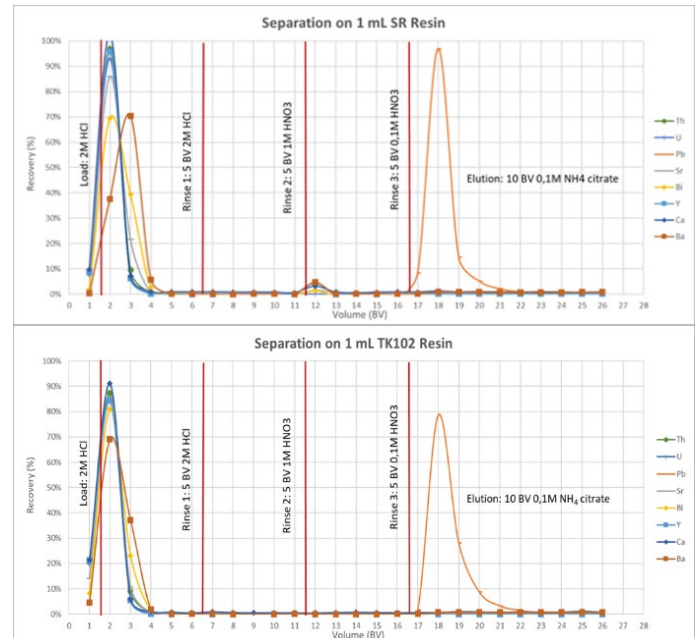 Separation on 1 mL SR Resin
100%
90%
80%
70%
60%
50%
40%
30%
20%
10%
0%
Recovery (%)
Load: 2M HCl
Rinse 1: 5 BV 2M HCl
Rinse 2: 5 BV 1M HNO3
Rinse 3: 5 BV 0,1M HNO3
Elution: 10 BV 0,1M NH4 citrate
Th
U
Pb
Sr
Bi
Y
Ca
Ba
0 1 2 3 4 5 6 7 8 9 10 11 12 13 14 15 16 17 18 19 20 21 22 23 24 25 26 27 28
Volume (BV)
Separation on 1 mL TK102 Resin
100%
90%
80%
70%
60%
50%
40%
30%
20%
10%
0%
Recovery (%)
Load: 2M HCl
Rinse 1: 5 BV 2M HCl
Rinse 2: 5 BV 1M HNO3
Rinse 3: 5 BV 0,1M HNO3
Elution: 10 BV 0,1M NH₄ citrate
Th
U
Pb
Sr
Bi
Y
Ca
Ba
0 1 2 3 4 5 6 7 8 9 10 11 12 13 14 15 16 17 18 19 20 21 22 23 24 25 26 27 28
Volume (BV)